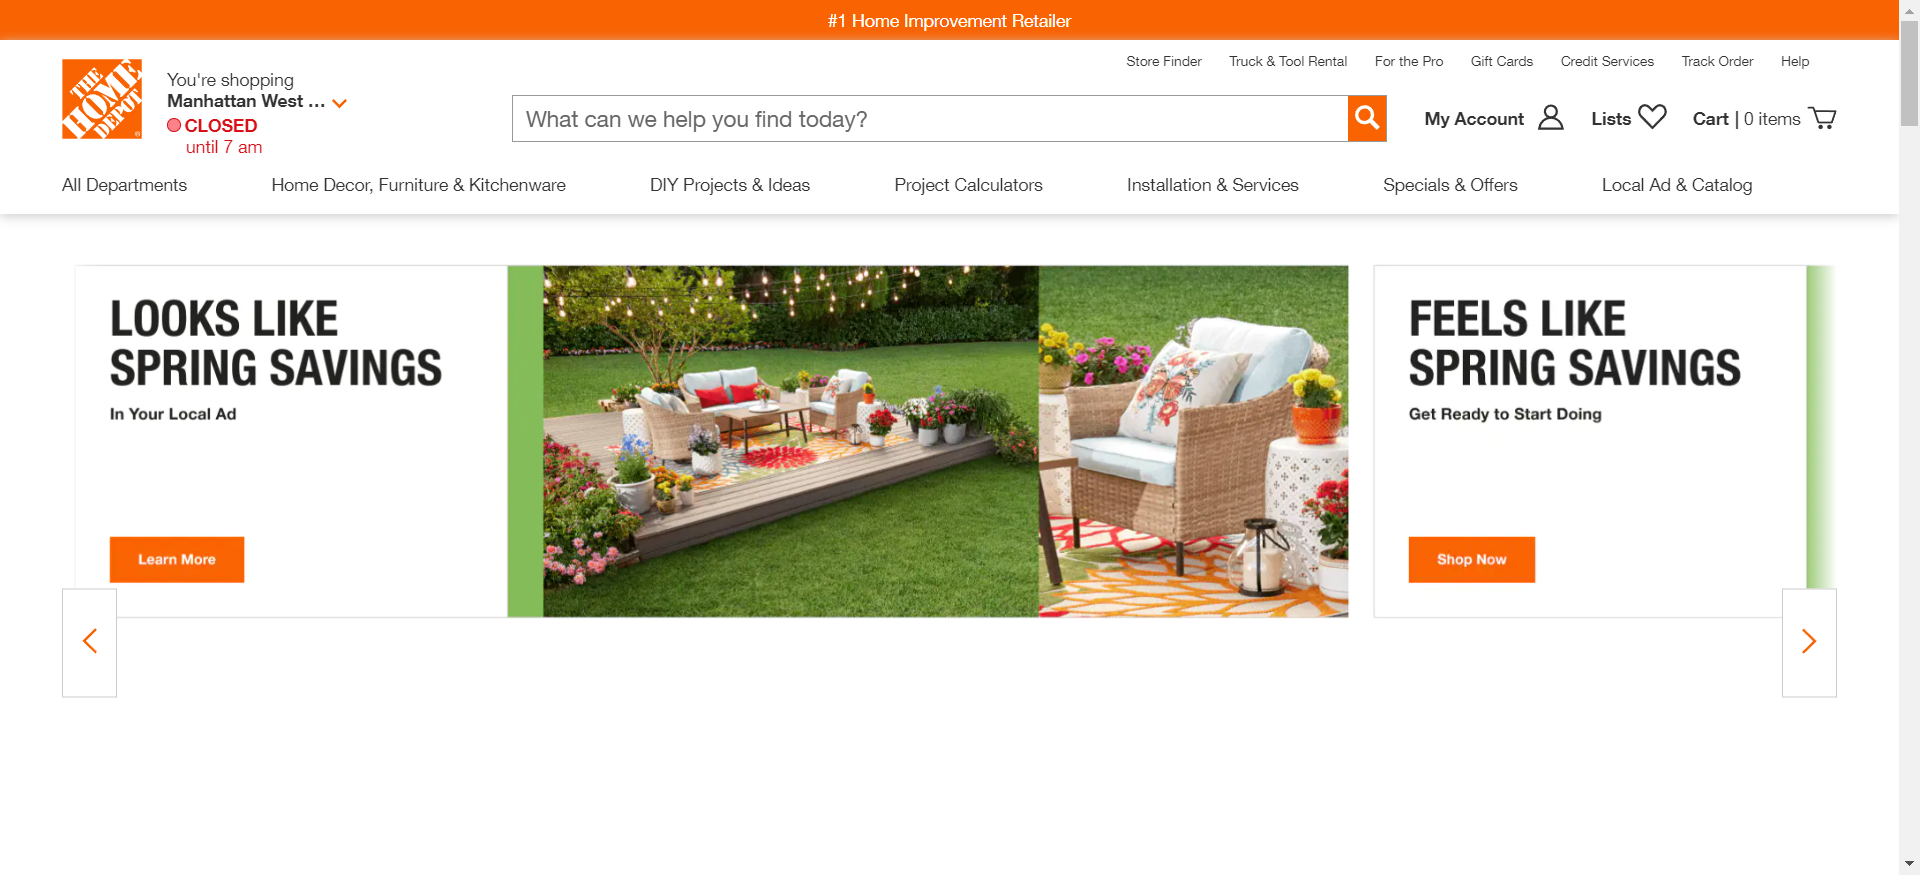 #1 Home Improvement Retailer
Store Finder Truck & Tool Rental For the Pro Gift Cards Credit Services Track Order Help
THE
HOME
DEPOT
You're shopping
Manhattan West ...
CLOSED
until 7 am
What can we help you find today?
My Account Lists Cart | 0 items
All Departments Home Decor, Furniture & Kitchenware DIY Projects & Ideas Project Calculators Installation & Services Specials & Offers Local Ad & Catalog
LOOKS LIKE
SPRING SAVINGS
In Your Local Ad
Learn More
FEELS LIKE
SPRING SAVINGS
Get Ready to Start Doing
Shop Now